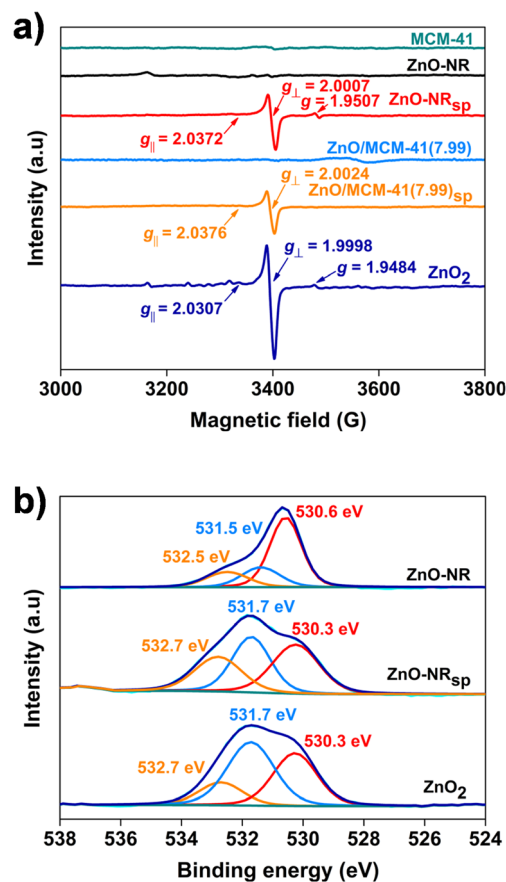 a)
MCM-41
ZnO-NR
g⊥ = 2.0007
g = 1.9507
ZnO-NRsp
g∥ = 2.0372
ZnO/MCM-41(7.99)
g⊥ = 2.0024
ZnO/MCM-41(7.99)sp
g∥ = 2.0376
g⊥ = 1.9998
g = 1.9484
ZnO2
g∥ = 2.0307
Intensity (a.u)
3000 3200 3400 3600 3800
Magnetic field (G)
b)
530.6 eV
531.5 eV
532.5 eV
ZnO-NR
531.7 eV
530.3 eV
532.7 eV
ZnO-NRsp
531.7 eV
530.3 eV
532.7 eV
ZnO2
Intensity (a.u)
538 536 534 532 530 528 526 524
Binding energy (eV)